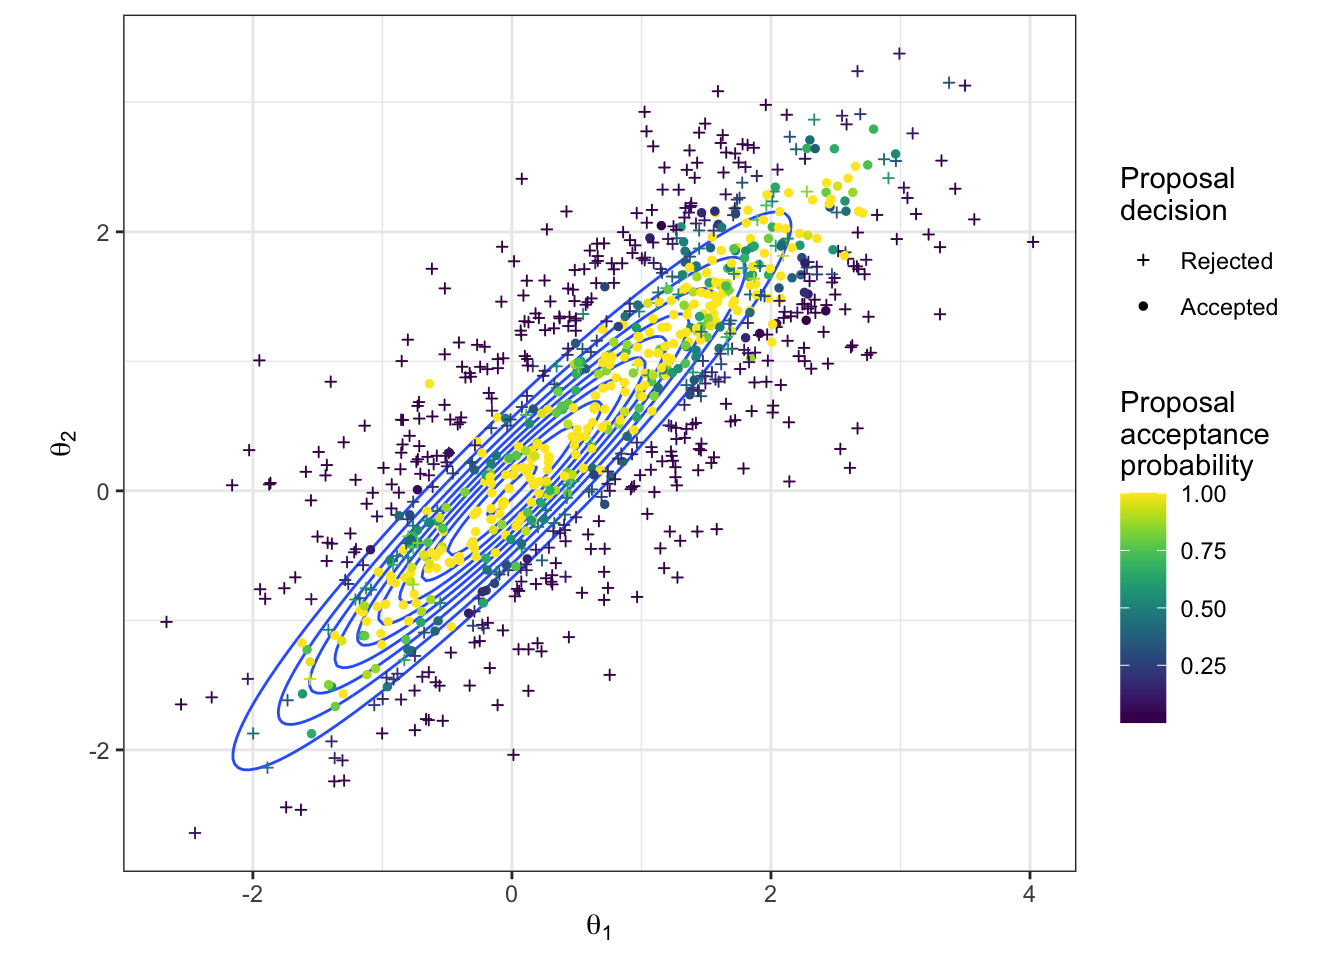 2
0
-2
θ2
-2
0
2
4
θ1
Proposal
decision
Rejected
Accepted
Proposal
acceptance
probability
1.00
0.75
0.50
0.25